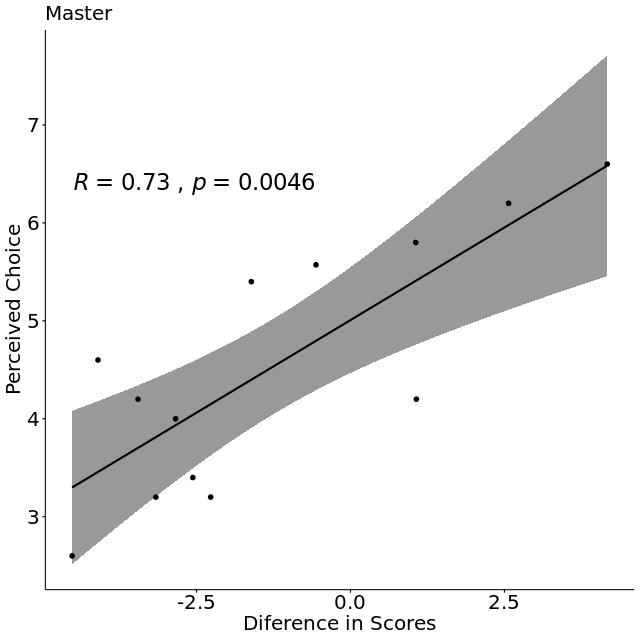 Master
7
R = 0.73 , p = 0.0046
6
5
4
3
Perceived Choice
-2.5 0.0 2.5
Diference in Scores